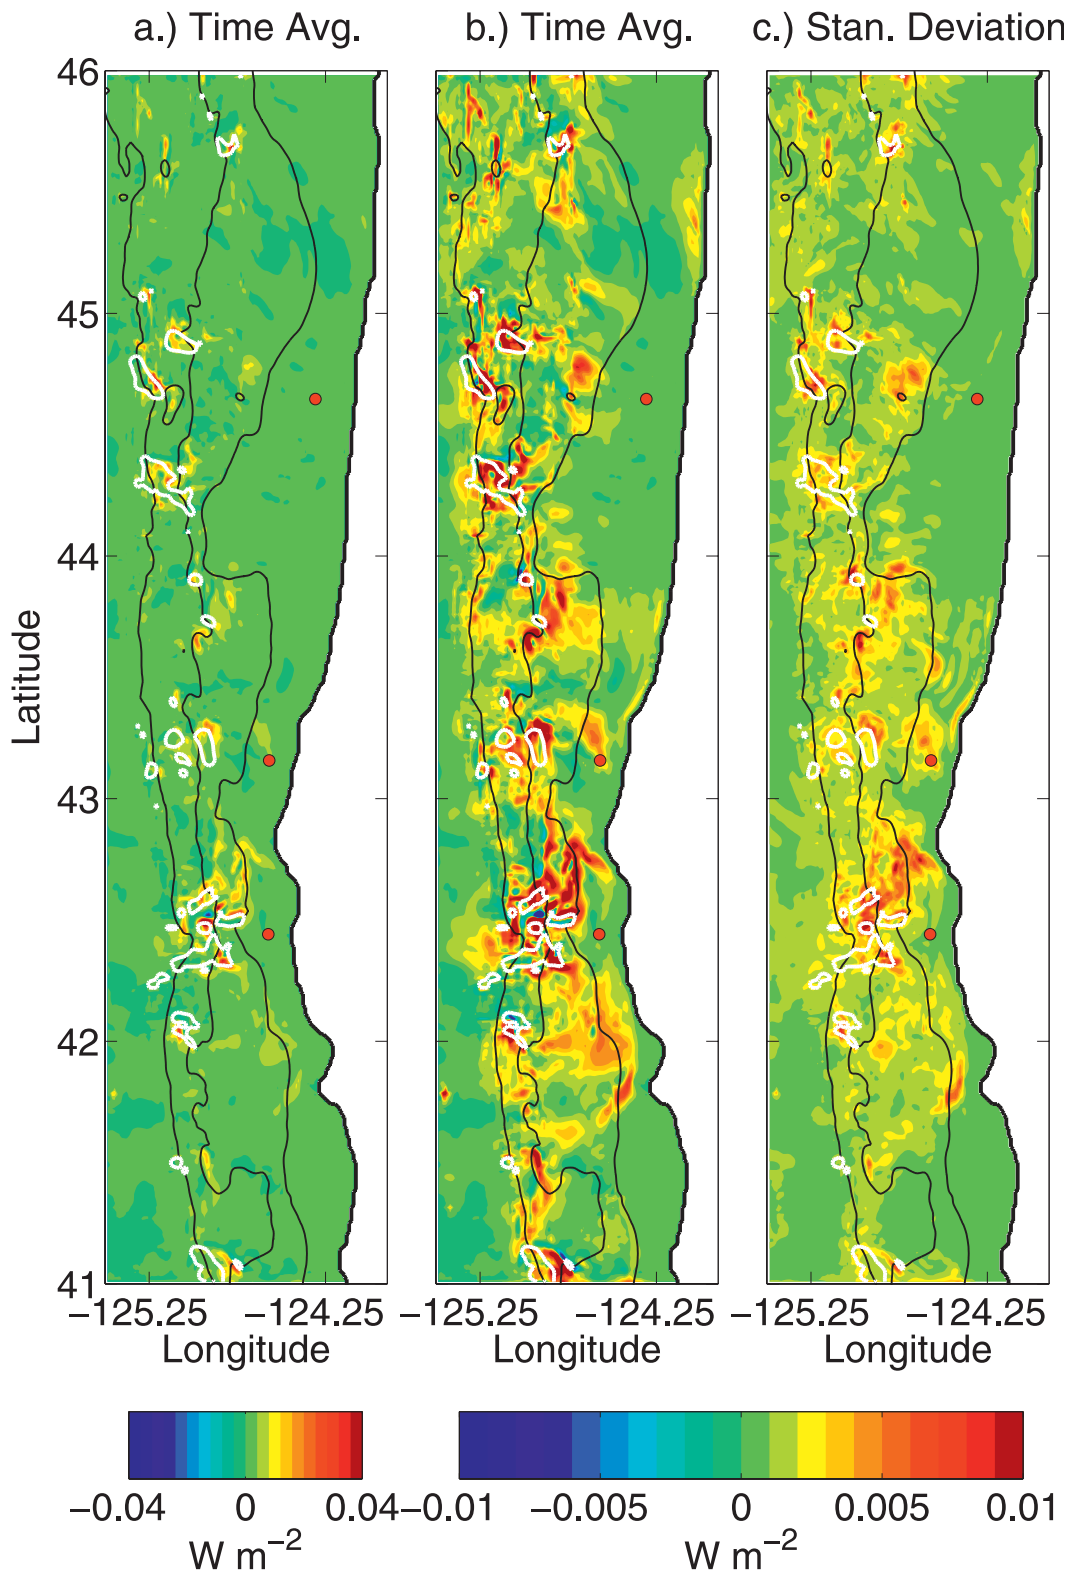 a.) Time Avg.
b.) Time Avg.
c.) Stan. Deviation
46
45
44
43
42
41
Latitude
−125.25 −124.25
−125.25 −124.25
−125.25 −124.25
Longitude
Longitude
Longitude
−0.04 0 0.04
W m−2
−0.01 −0.005 0 0.005 0.01
W m−2